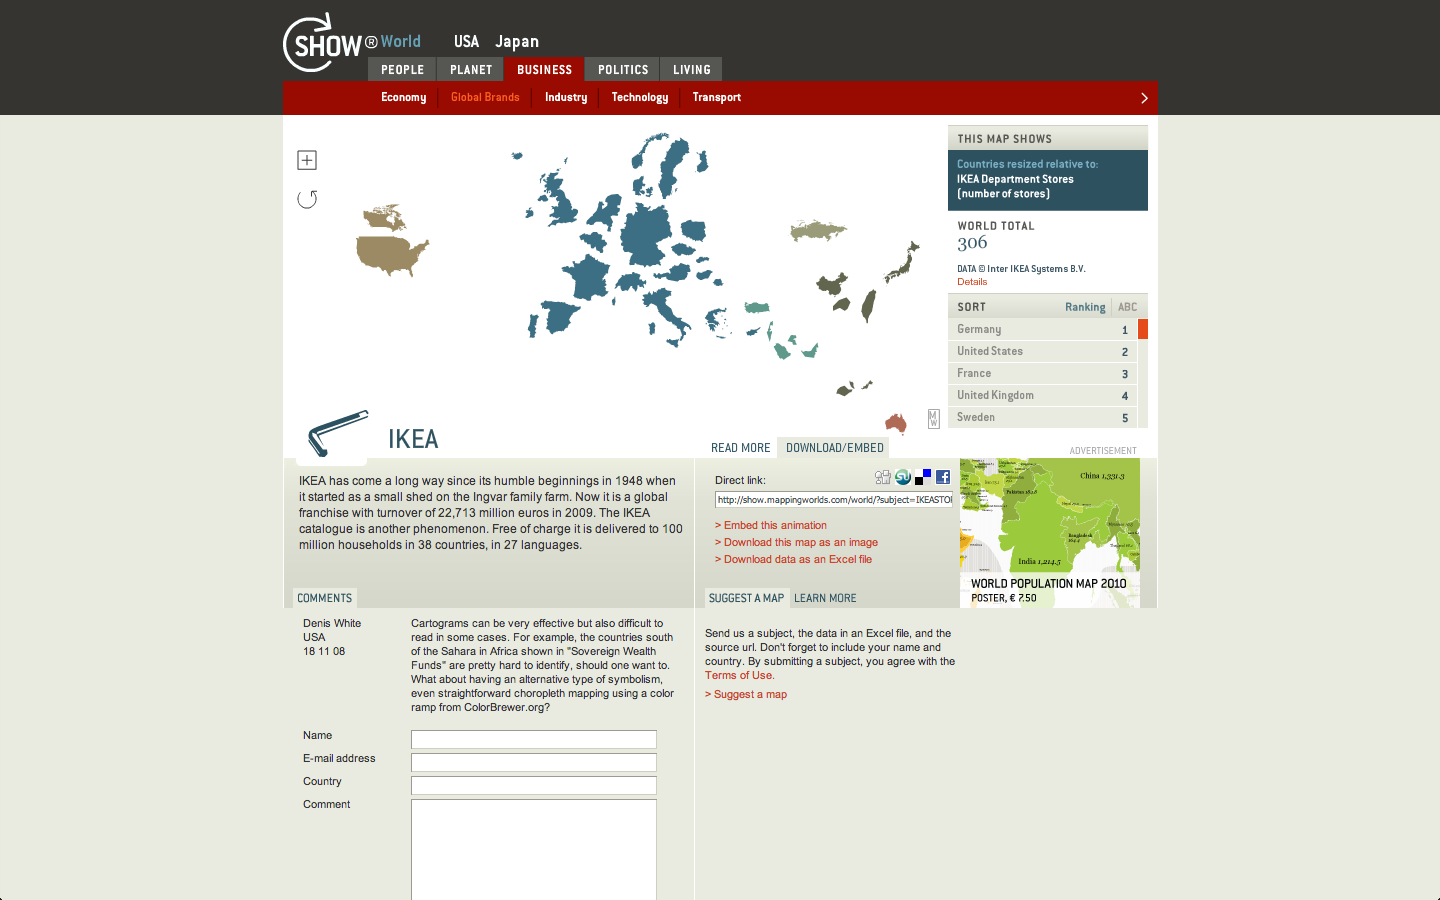 SHOW® World USA Japan
PEOPLE PLANET BUSINESS POLITICS LIVING
Economy Global Brands Industry Technology Transport
THIS MAP SHOWS
Countries resized relative to:
IKEA Department Stores
(number of stores)
WORLD TOTAL
306
DATA © Inter IKEA Systems B.V.
Details
SORT Ranking ABC
Germany 1
United States 2
France 3
United Kingdom 4
Sweden 5
MW
IKEA
READ MORE DOWNLOAD/EMBED
ADVERTISEMENT
IKEA has come a long way since its humble beginnings in 1948 when
it started as a small shed on the Ingvar family farm. Now it is a global
franchise with turnover of 22,713 million euros in 2009. The IKEA
catalogue is another phenomenon. Free of charge it is delivered to 100
million households in 38 countries, in 27 languages.
Direct link:
http://show.mappingworlds.com/world/?subject=IKEASTO
> Embed this animation
> Download this map as an image
> Download data as an Excel file
China 1,331.3
Pakistan 184.8
Bangladesh
164.4
India 1,214.5
WORLD POPULATION MAP 2010
POSTER, € 7.50
COMMENTS
SUGGEST A MAP LEARN MORE
Denis White
USA
18 11 08
Cartograms can be very effective but also difficult to
read in some cases. For example, the countries south
of the Sahara in Africa shown in "Sovereign Wealth
Funds" are pretty hard to identify, should one want to.
What about having an alternative type of symbolism,
even straightforward choropleth mapping using a color
ramp from ColorBrewer.org?
Send us a subject, the data in an Excel file, and the
source url. Don't forget to include your name and
country. By submitting a subject, you agree with the
Terms of Use.
> Suggest a map
Name
E-mail address
Country
Comment